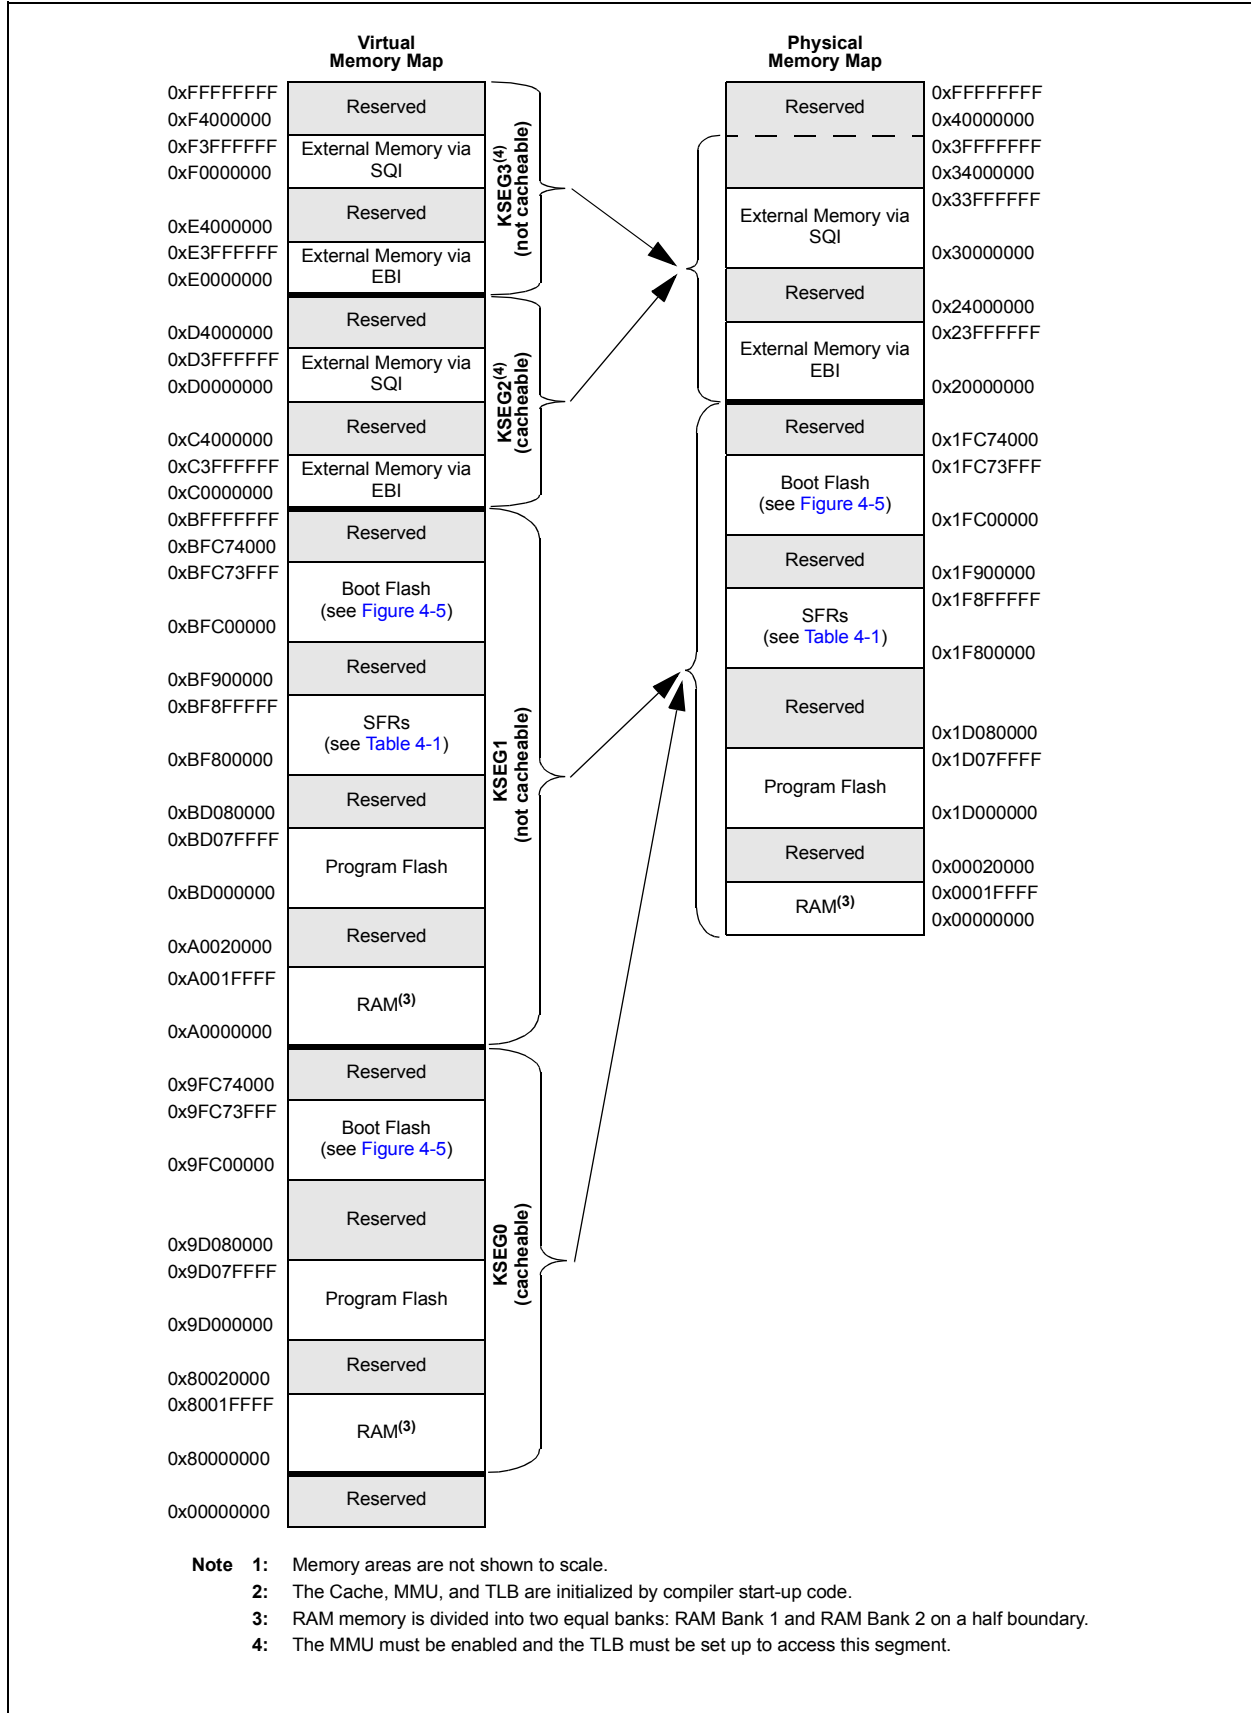 Virtual
Memory Map
0xFFFFFFFF
Reserved
0xF4000000
0xF3FFFFFF
External Memory via
SQI
0xF0000000
Reserved
0xE4000000
0xE3FFFFFF
External Memory via
EBI
0xE0000000
KSEG3(4)
(not cacheable)
Reserved
0xD4000000
0xD3FFFFFF
External Memory via
SQI
0xD0000000
Reserved
0xC4000000
0xC3FFFFFF
External Memory via
EBI
0xC0000000
KSEG2(4)
(cacheable)
0xBFFFFFFF
Reserved
0xBFC74000
0xBFC73FFF
Boot Flash
(see Figure 4-5)
0xBFC00000
Reserved
0xBF900000
0xBF8FFFFF
SFRs
(see Table 4-1)
0xBF800000
Reserved
0xBD080000
0xBD07FFFF
Program Flash
0xBD000000
Reserved
0xA0020000
0xA001FFFF
RAM(3)
0xA0000000
KSEG1
(not cacheable)
Reserved
0x9FC74000
0x9FC73FFF
Boot Flash
(see Figure 4-5)
0x9FC00000
Reserved
0x9D080000
0x9D07FFFF
Program Flash
0x9D000000
Reserved
0x80020000
0x8001FFFF
RAM(3)
0x80000000
KSEG0
(cacheable)
Reserved
0x00000000
Physical
Memory Map
0xFFFFFFFF
Reserved
0x40000000
0x3FFFFFFF
0x34000000
0x33FFFFFF
External Memory via
SQI
0x30000000
Reserved
0x24000000
0x23FFFFFF
External Memory via
EBI
0x20000000
Reserved
0x1FC74000
0x1FC73FFF
Boot Flash
(see Figure 4-5)
0x1FC00000
Reserved
0x1F900000
0x1F8FFFFF
SFRs
(see Table 4-1)
0x1F800000
Reserved
0x1D080000
0x1D07FFFF
Program Flash
0x1D000000
Reserved
0x00020000
0x0001FFFF
RAM(3)
0x00000000
Note 1: Memory areas are not shown to scale.
2: The Cache, MMU, and TLB are initialized by compiler start-up code.
3: RAM memory is divided into two equal banks: RAM Bank 1 and RAM Bank 2 on a half boundary.
4: The MMU must be enabled and the TLB must be set up to access this segment.